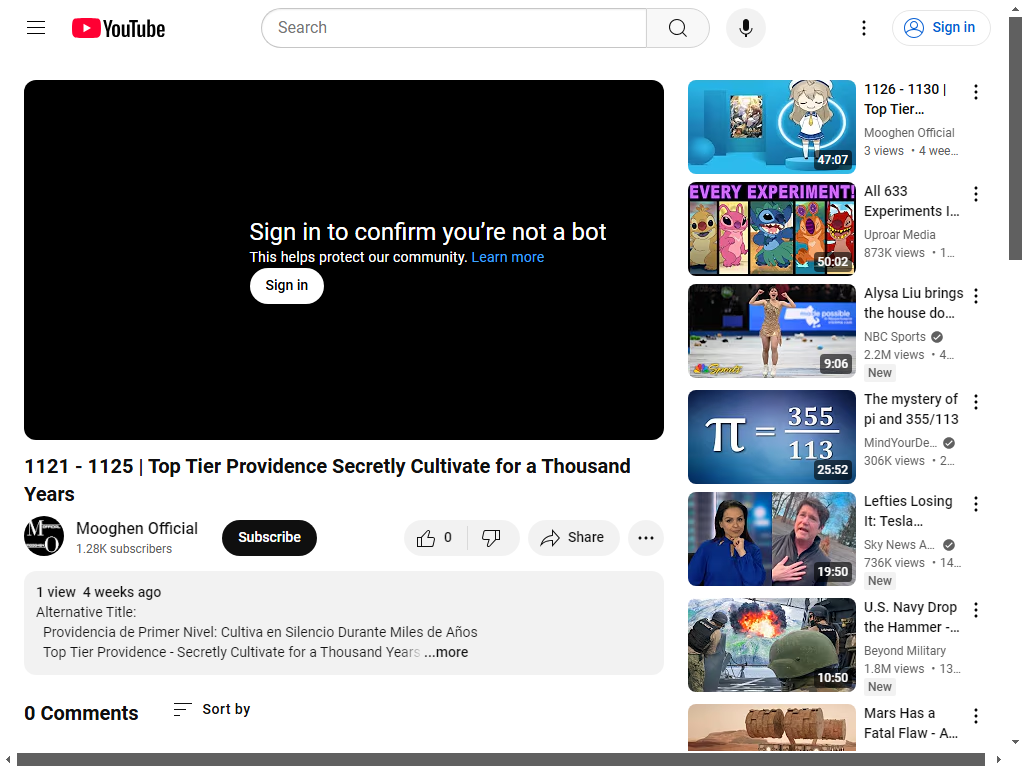 YouTube
Search
Sign in
Sign in to confirm you’re not a bot
This helps protect our community. Learn more
Sign in
1121 - 1125 | Top Tier Providence Secretly Cultivate for a Thousand
Years
Mooghen Official
1.28K subscribers
Subscribe
0
Share
1 view 4 weeks ago
Alternative Title:
Providencia de Primer Nivel: Cultiva en Silencio Durante Miles de Años
Top Tier Providence - Secretly Cultivate for a Thousand Years ...more
0 Comments
Sort by
47:07
1126 - 1130 |
Top Tier...
Mooghen Official
3 views • 4 wee...
EVERY EXPERIMENT!
50:02
All 633
Experiments I...
Uproar Media
873K views • 1...
9:06
Alysa Liu brings
the house do...
NBC Sports
2.2M views • 4...
New
π = 355/113
25:52
The mystery of
pi and 355/113
MindYourDe...
306K views • 2...
19:50
Lefties Losing
It: Tesla...
Sky News A...
736K views • 14...
New
10:50
U.S. Navy Drop
the Hammer -...
Beyond Military
1.8M views • 13...
New
Mars Has a
Fatal Flaw - A...